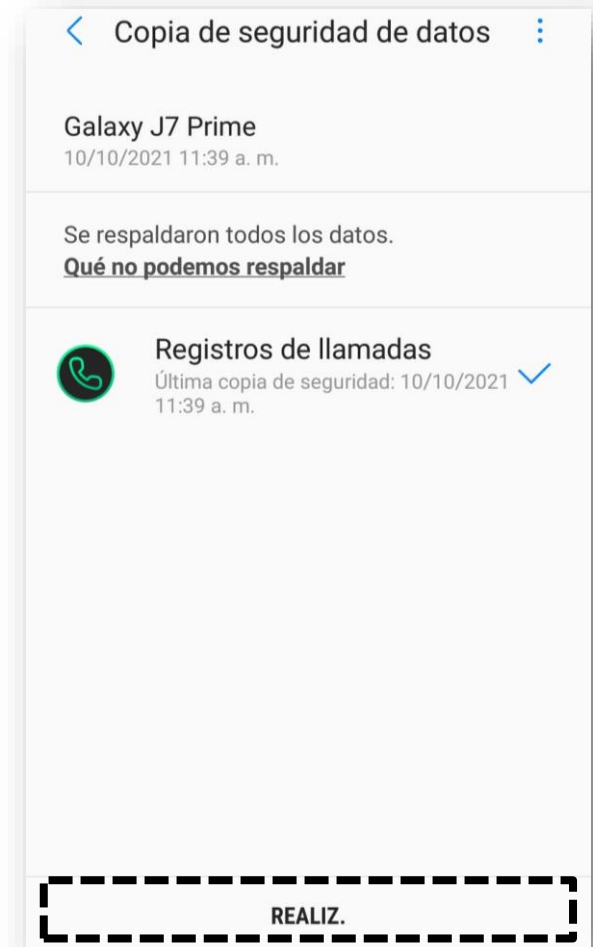 Copia de seguridad de datos
Galaxy J7 Prime
10/10/2021 11:39 a. m.
Se respaldaron todos los datos.
Qué no podemos respaldar
Registros de llamadas
Última copia de seguridad: 10/10/2021
11:39 a. m.
REALIZ.